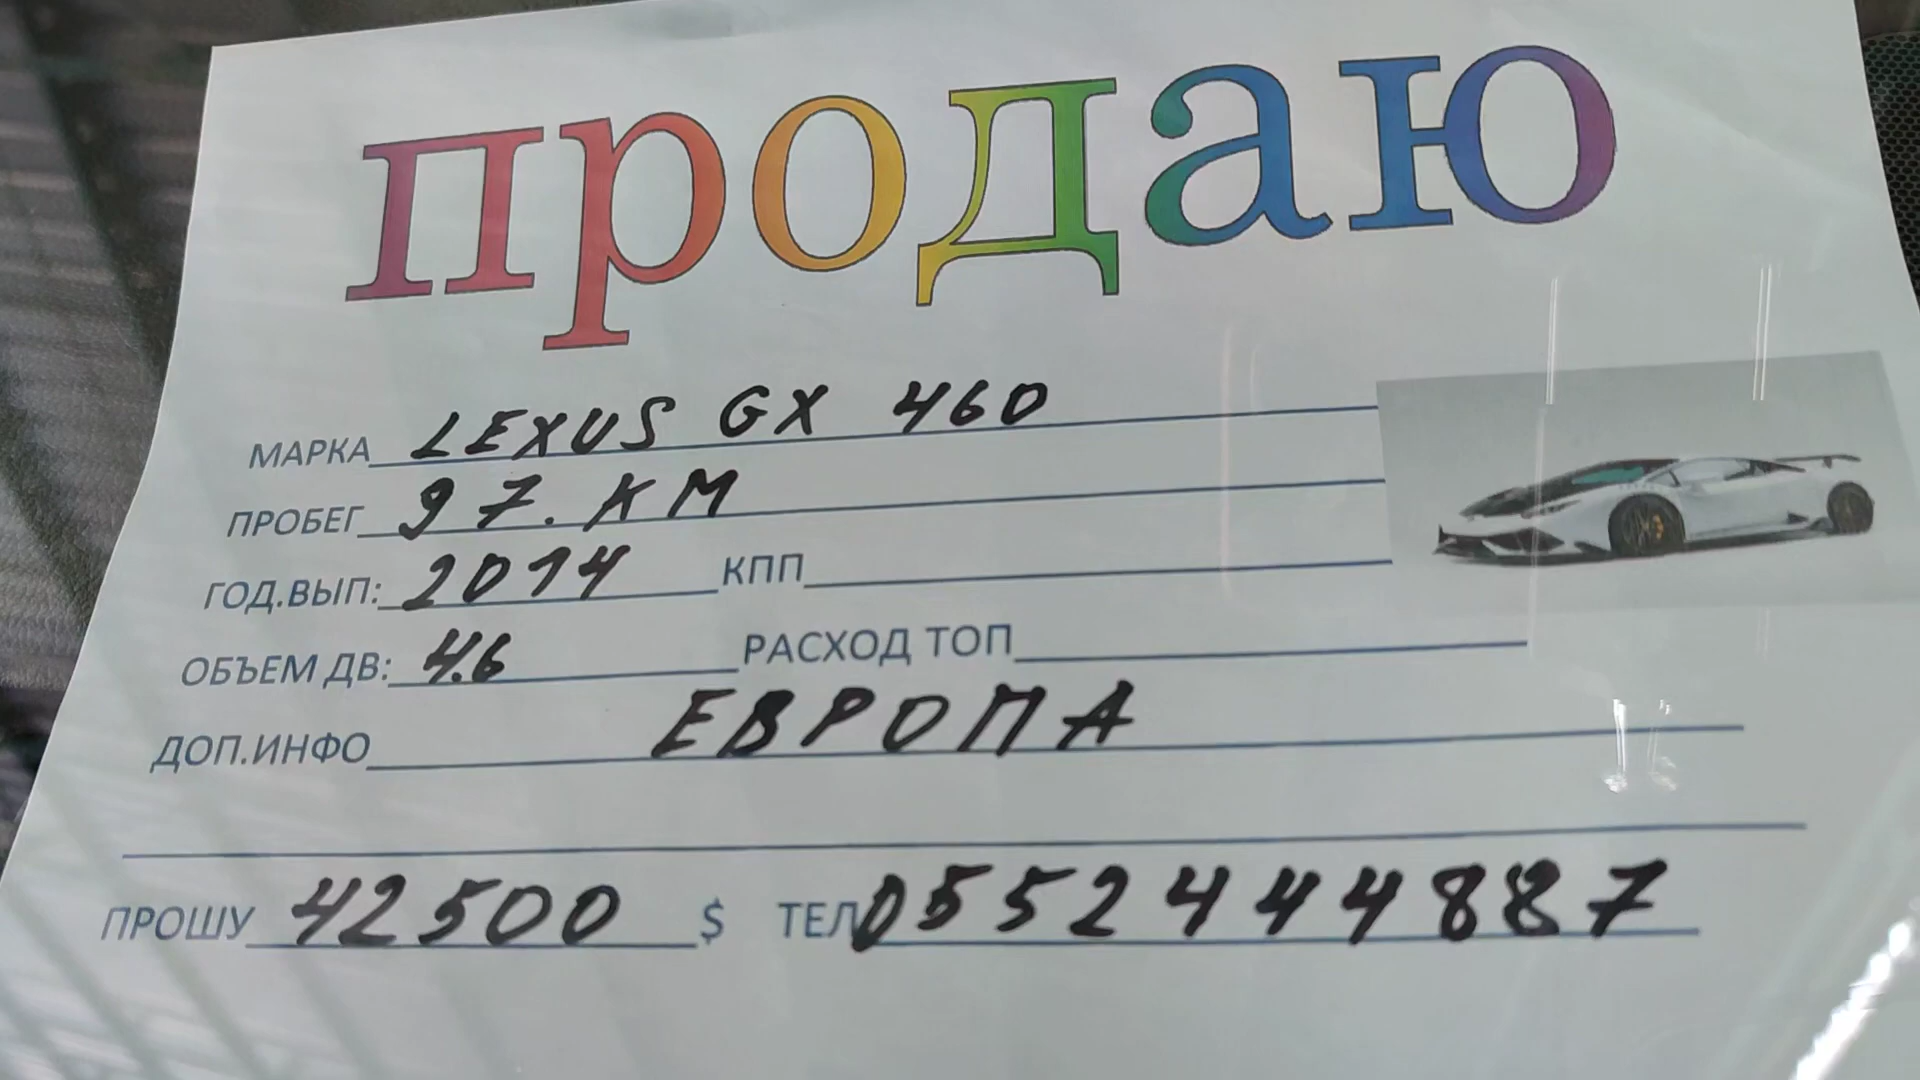 продаю
МАРКА LEXUS GX 460
ПРОБЕГ 97. КМ
ГОД.ВЫП: 2014 КПП
ОБЪЕМ ДВ: 4.6 РАСХОД ТОП
ДОП.ИНФО ЕВРОПА
ПРОШУ 42500 $ ТЕЛ 0552444887